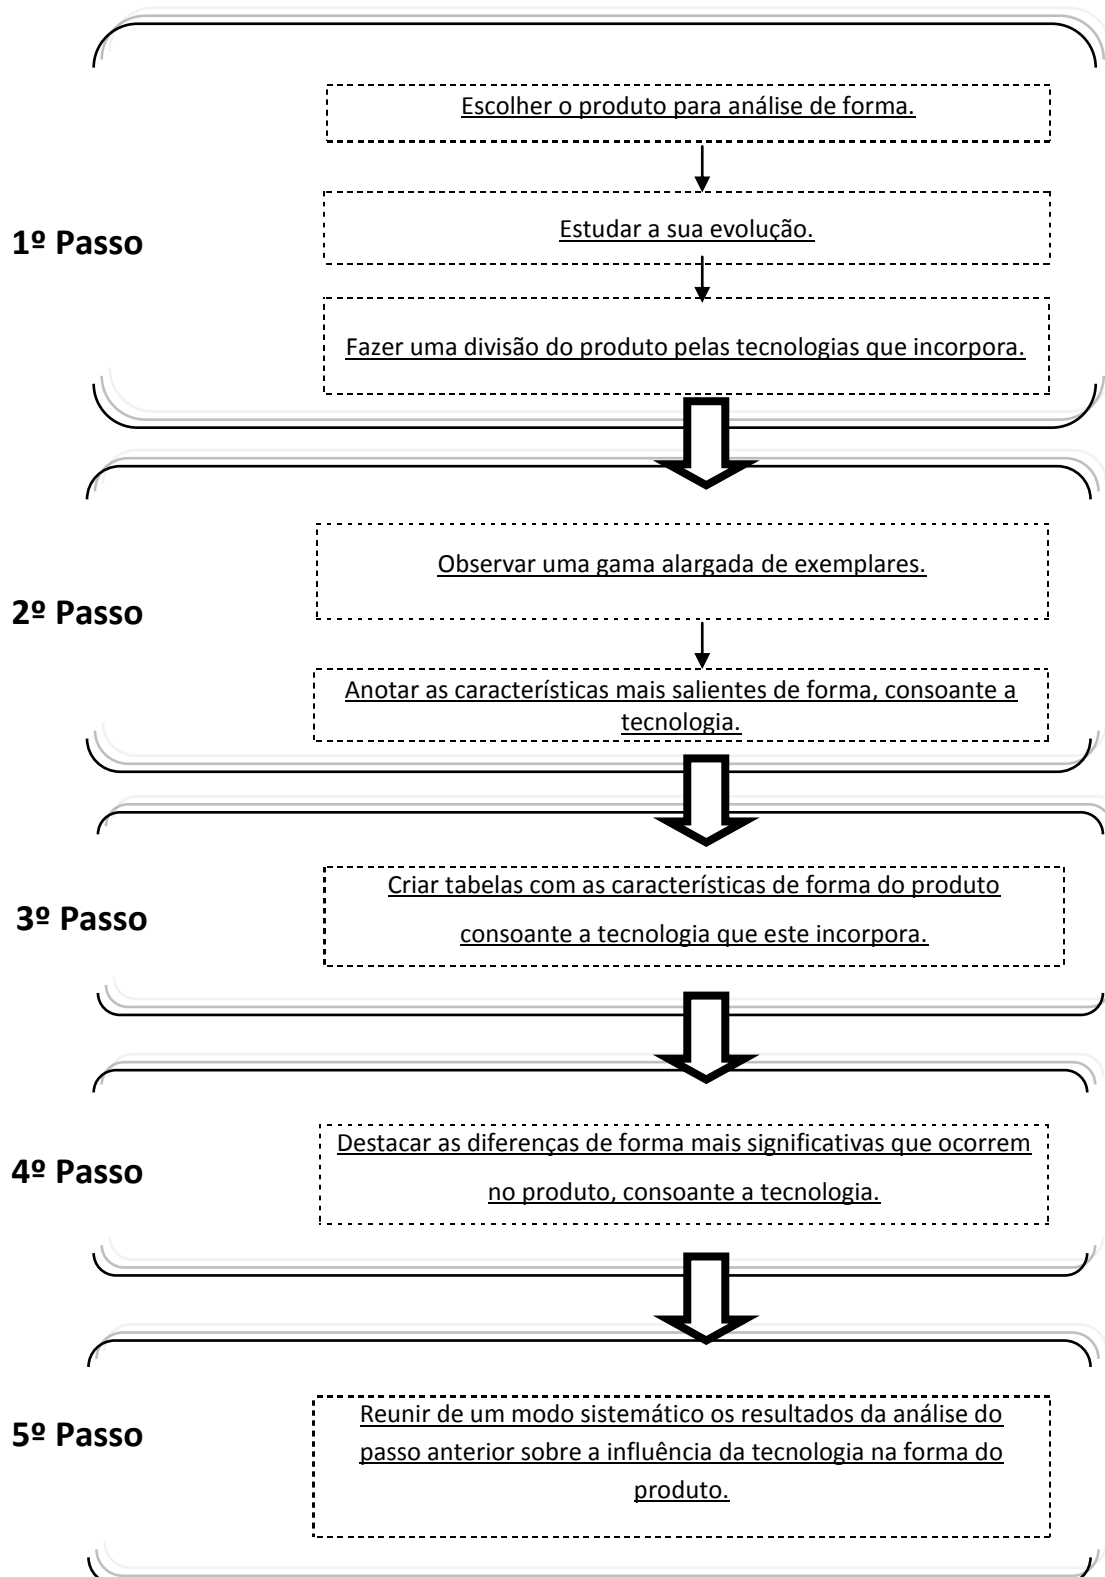 Escolher o produto para análise de forma.
1º Passo
Estudar a sua evolução.
Fazer uma divisão do produto pelas tecnologias que incorpora.
2º Passo
Observar uma gama alargada de exemplares.
Anotar as características mais salientes de forma, consoante a
tecnologia.
3º Passo
Criar tabelas com as características de forma do produto
consoante a tecnologia que este incorpora.
4º Passo
Destacar as diferenças de forma mais significativas que ocorrem
no produto, consoante a tecnologia.
5º Passo
Reunir de um modo sistemático os resultados da análise do
passo anterior sobre a influência da tecnologia na forma do
produto.